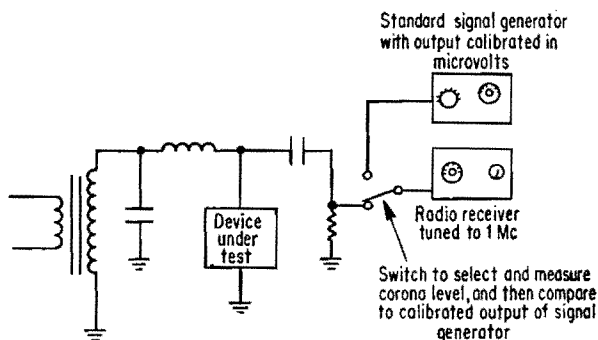 Standard signal generator
with output calibrated in
microvolts
Device
under
test
Radio receiver
tuned to 1 Mc
Switch to select and measure
corona level, and then compare
to calibrated output of signal
generator